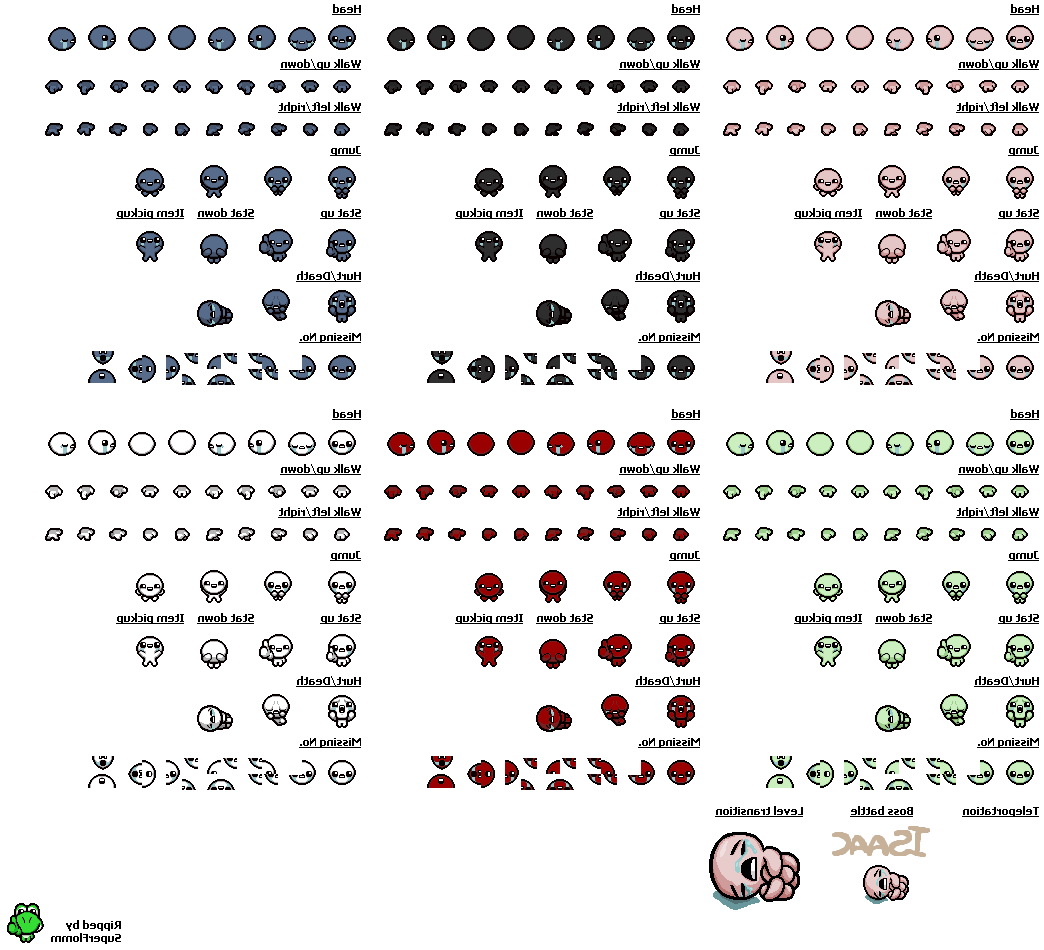 Head
Head
Head
Walk up/down
Walk up/down
Walk up/down
Walk left/right
Walk left/right
Walk left/right
Jump
Jump
Jump
Stat up
Stat down
Item pickup
Stat up
Stat down
Item pickup
Stat up
Stat down
Item pickup
Hurt/Death
Hurt/Death
Hurt/Death
Missing No.
Missing No.
Missing No.
Head
Head
Head
Walk up/down
Walk up/down
Walk up/down
Walk left/right
Walk left/right
Walk left/right
Jump
Jump
Jump
Stat up
Stat down
Item pickup
Stat up
Stat down
Item pickup
Stat up
Stat down
Item pickup
Hurt/Death
Hurt/Death
Hurt/Death
Missing No.
Missing No.
Missing No.
Teleportation
Boss battle
Level transition
ISAAC
Ripped by
SuperFlomm